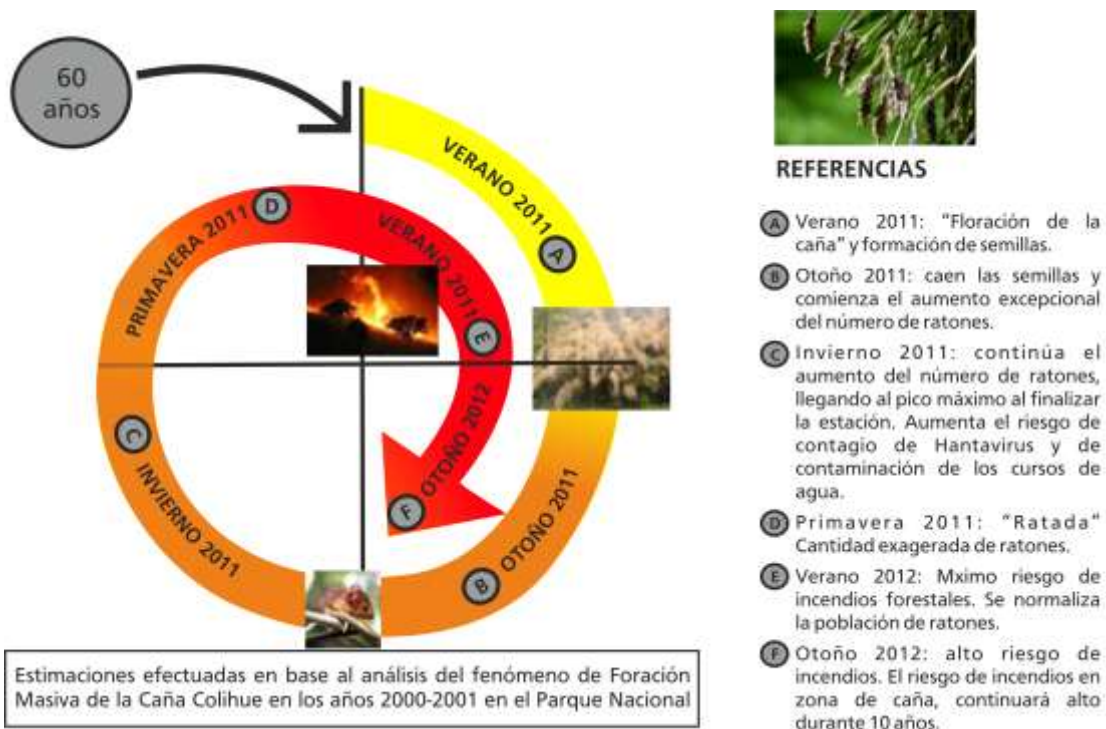 60
años
VERANO 2011
A
PRIMAVERA 2011
D
VERANO 2011
E
OTOÑO 2012
F
C
INVIERNO 2011
B
OTOÑO 2011
Estimaciones efectuadas en base al análisis del fenómeno de Foración
Masiva de la Caña Colihue en los años 2000-2001 en el Parque Nacional
REFERENCIAS
A Verano 2011: "Floración de la
caña" y formación de semillas.
B Otoño 2011: caen las semillas y
comienza el aumento excepcional
del número de ratones.
C Invierno 2011: continúa el
aumento del número de ratones,
llegando al pico máximo al finalizar
la estación. Aumenta el riesgo de
contagio de Hantavirus y de
contaminación de los cursos de
agua.
D Primavera 2011: "Ratada"
Cantidad exagerada de ratones.
E Verano 2012: Mximo riesgo de
incendios forestales. Se normaliza
la población de ratones.
F Otoño 2012: alto riesgo de
incendios. El riesgo de incendios en
zona de caña, continuará alto
durante 10 años.